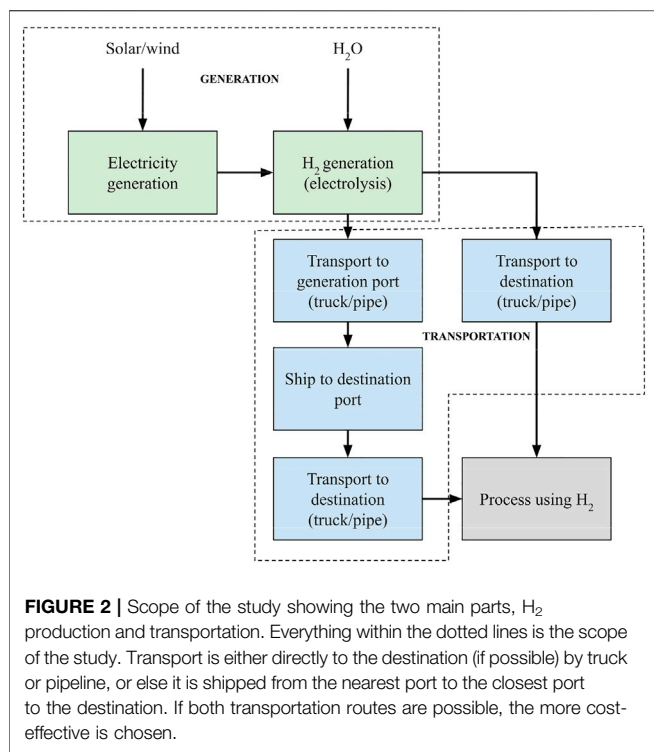 Solar/wind
H₂O
GENERATION
Electricity
generation
H₂ generation
(electrolysis)
Transport to
generation port
(truck/pipe)
Transport to
destination
(truck/pipe)
TRANSPORTATION
Ship to destination
port
Transport to
destination
(truck/pipe)
Process using H₂
FIGURE 2 | Scope of the study showing the two main parts, H₂
production and transportation. Everything within the dotted lines is the scope
of the study. Transport is either directly to the destination (if possible) by truck
or pipeline, or else it is shipped from the nearest port to the closest port
to the destination. If both transportation routes are possible, the more cost-
effective is chosen.